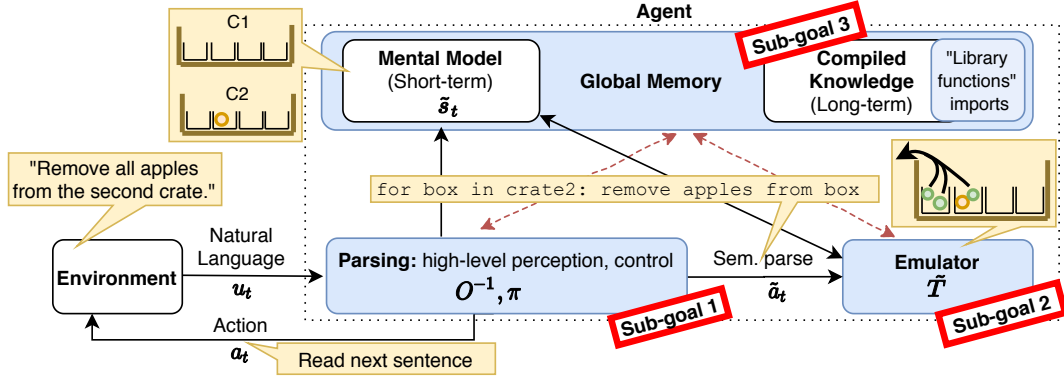 Agent
C1
C2
Mental Model
(Short-term)
s̃ₜ
Global Memory
Sub-goal 3
Compiled
Knowledge
(Long-term)
"Library
functions"
imports
"Remove all apples
from the second crate."
for box in crate2: remove apples from box
Environment
Natural
Language
uₜ
Parsing: high-level perception, control
O⁻¹, π
Sub-goal 1
Sem. parse
ãₜ
Emulator
T̃
Sub-goal 2
Action
aₜ
Read next sentence